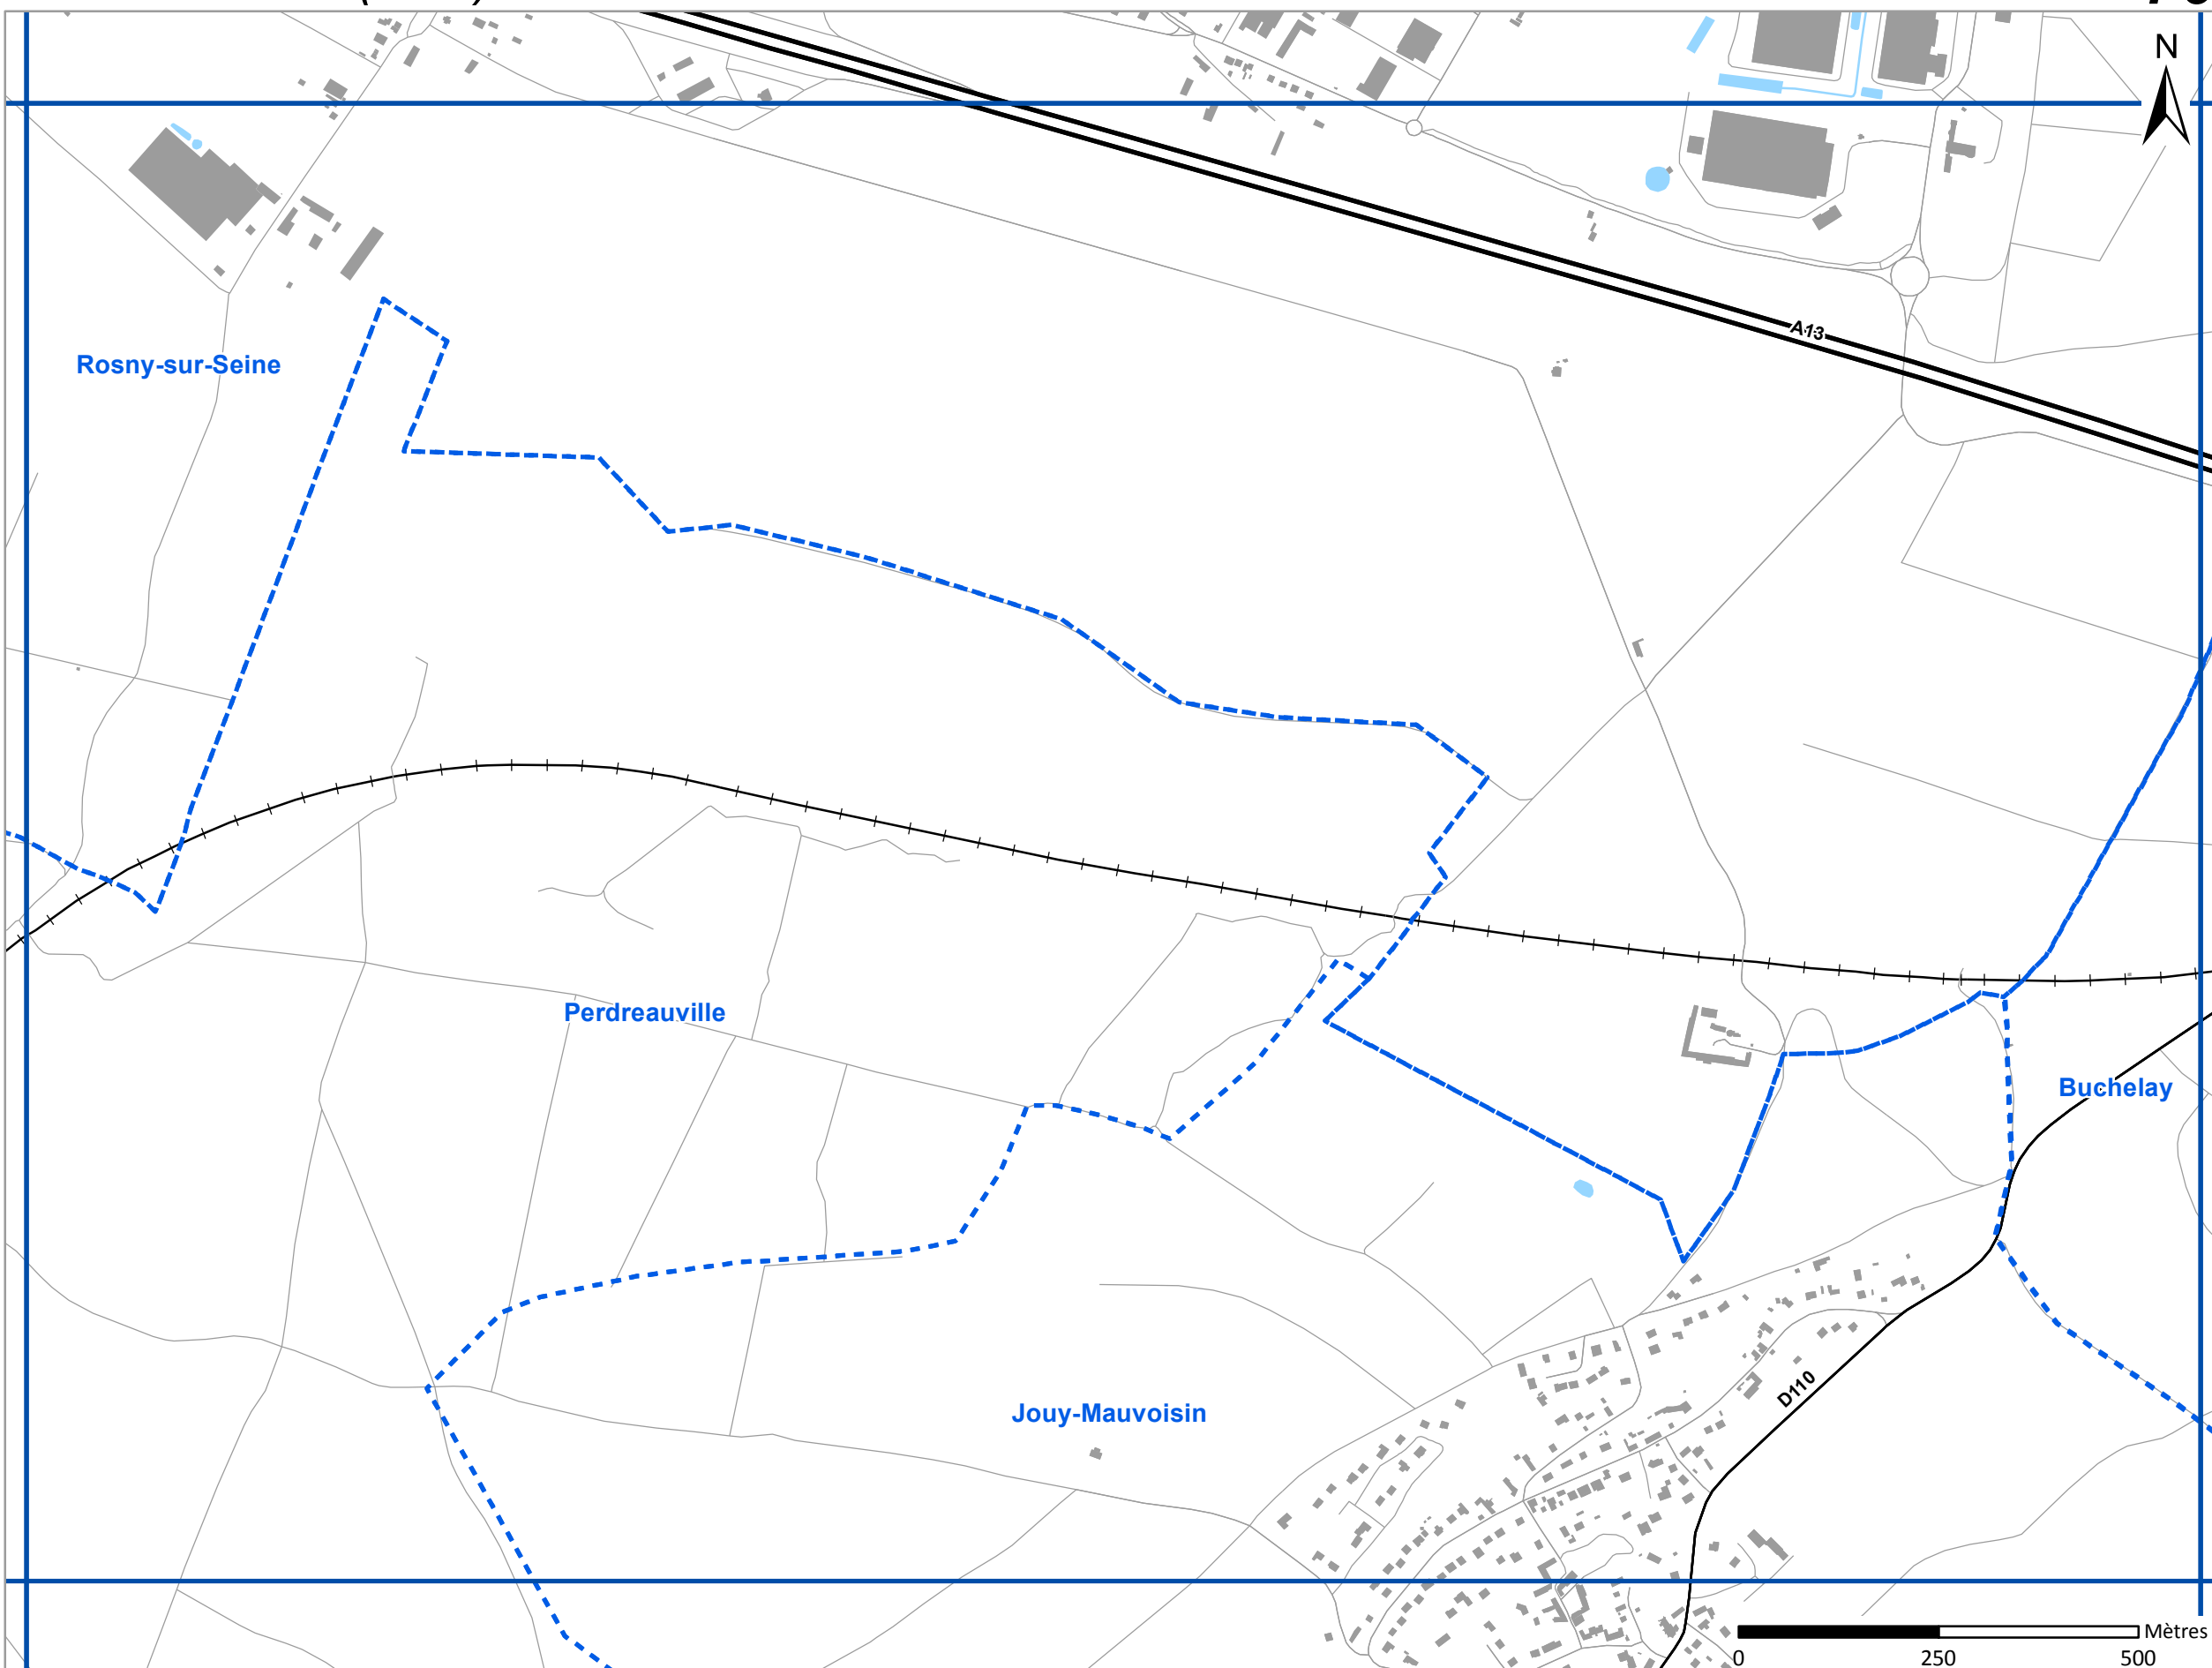 N
A13
Rosny-sur-Seine
Perdreauville
Buchelay
D110
Jouy-Mauvoisin
Mètres
0 250 500